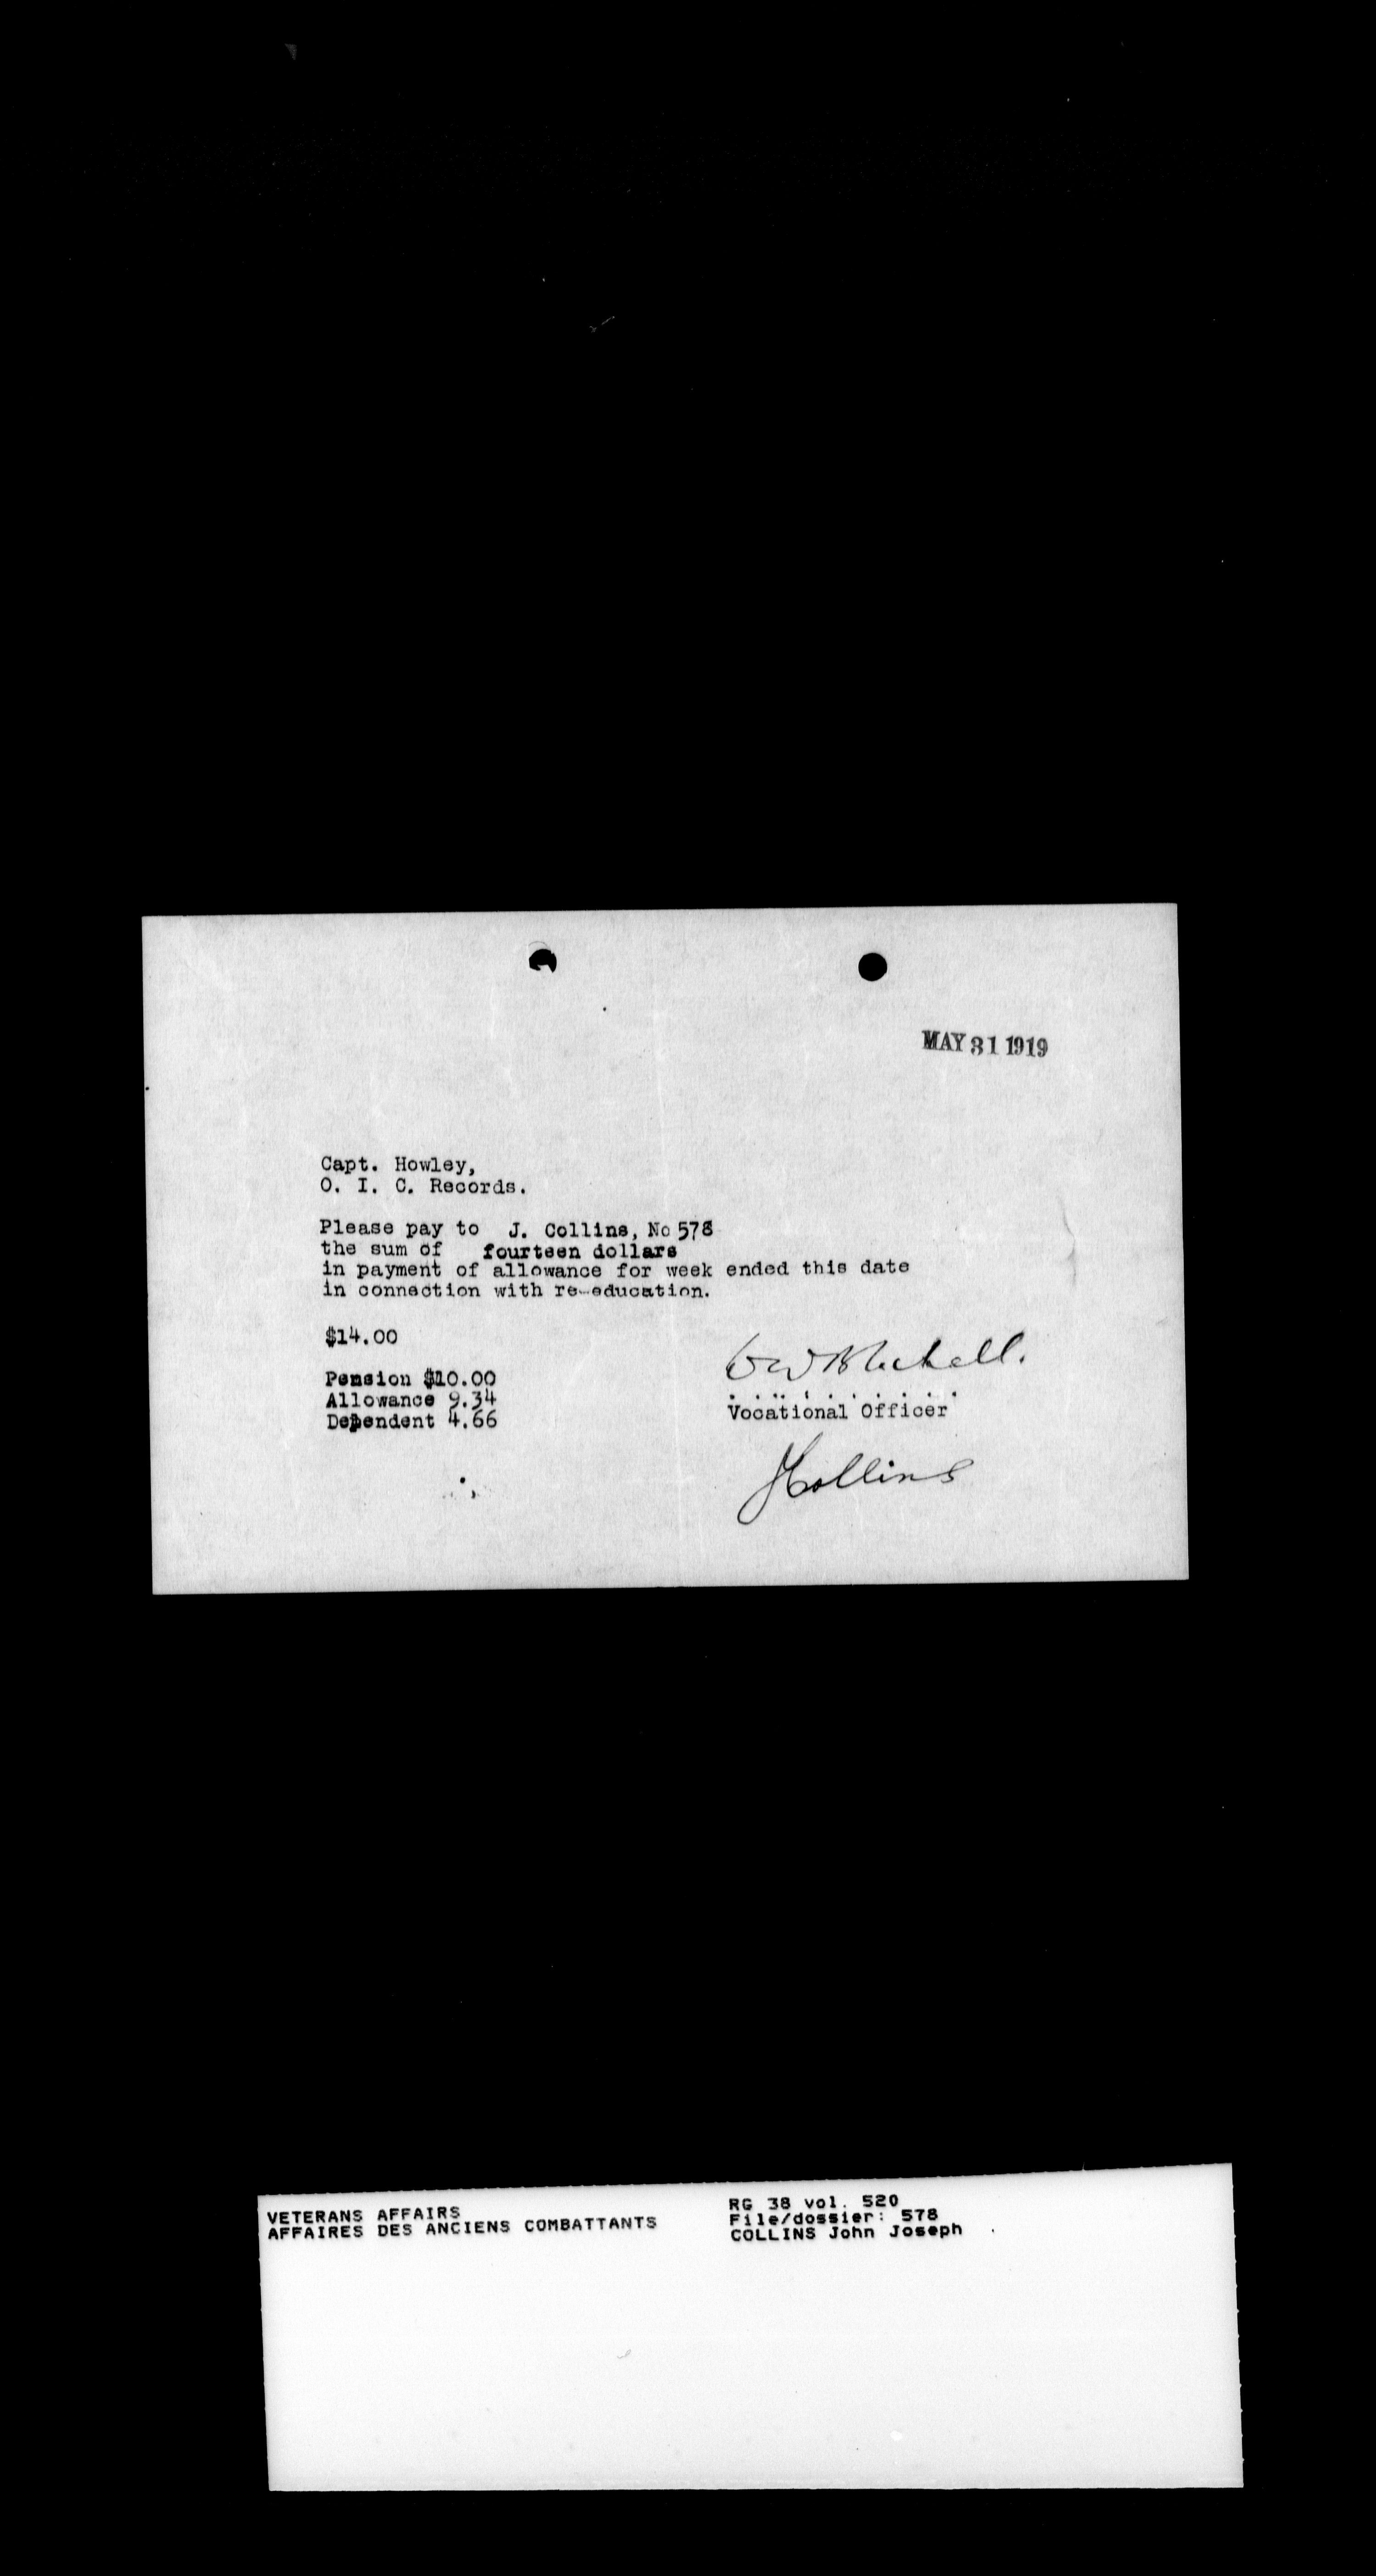 MAY 31 1919
Capt. Howley,
O. I. C. Records.
Please pay to J. Collins, No 578
the sum of fourteen dollars
in payment of allowance for week ended this date
in connection with re-education.
$14.00
Pension $10.00
Allowance 9.34
Dependent 4.66
Vocational Officer
JCollins
VETERANS AFFAIRS
AFFAIRES DES ANCIENS COMBATTANTS
RG 38 vol. 520
File/dossier: 578
COLLINS John Joseph